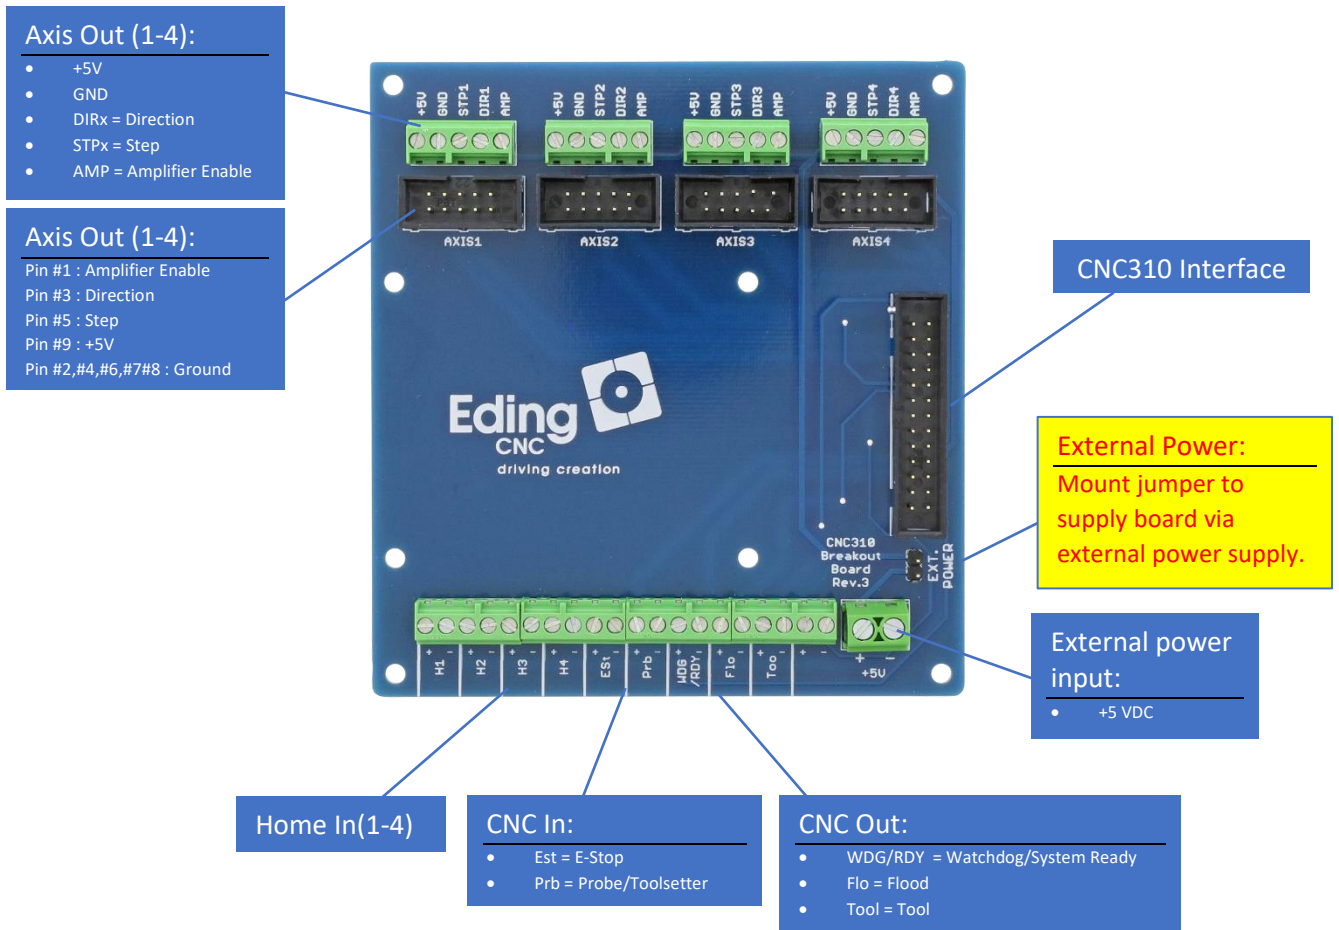 Axis Out (1-4):
• +5V
• GND
• DIRx = Direction
• STPx = Step
• AMP = Amplifier Enable
Axis Out (1-4):
Pin #1 : Amplifier Enable
Pin #3 : Direction
Pin #5 : Step
Pin #9 : +5V
Pin #2,#4,#6,#7#8 : Ground
+5V GND STP1 DIR1 AMP
+5V GND STP2 DIR2 AMP
+5V GND STP3 DIR3 AMP
+5V GND STP4 DIR4 AMP
AXIS1
AXIS2
AXIS3
AXIS4
CNC310 Interface
Eding
CNC
driving creation
External Power:
Mount jumper to
supply board via
external power supply.
CNC310
Breakout
Board
Rev.3
EXT.
POWER
+ − + − + − + − + − + − + − + − + − + −
H1 H2 H3 H4 ESt Prb WDG
/RDY Flo Too
+ −
+5V
External power
input:
• +5 VDC
Home In(1-4)
CNC In:
• Est = E-Stop
• Prb = Probe/Toolsetter
CNC Out:
• WDG/RDY = Watchdog/System Ready
• Flo = Flood
• Tool = Tool